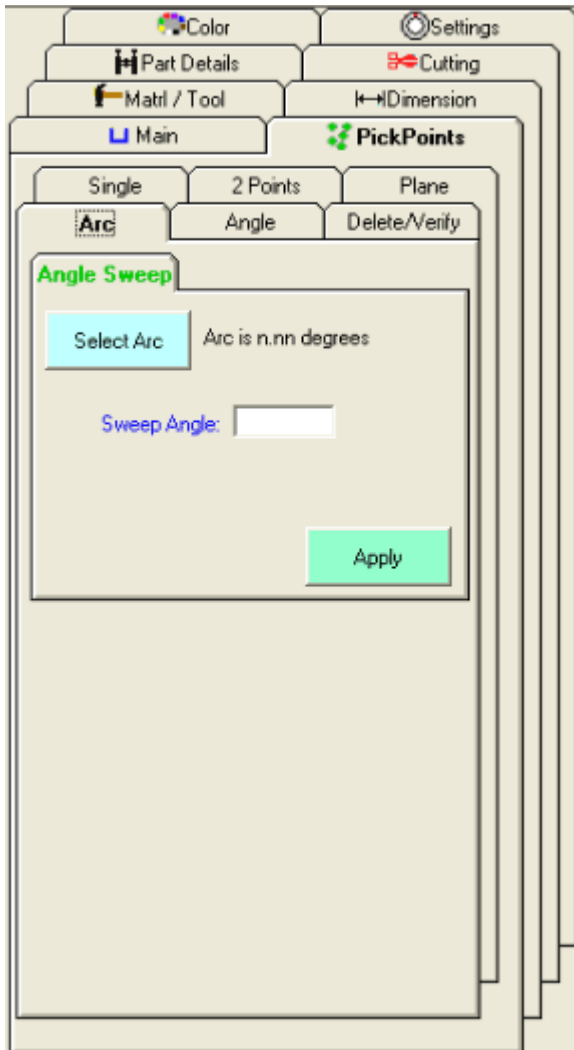 Color Settings
Part Details Cutting
Matrl / Tool Dimension
Main PickPoints
Single 2 Points Plane
Arc Angle Delete/Verify
Angle Sweep
Select Arc Arc is n.nn degrees
Sweep Angle:
Apply